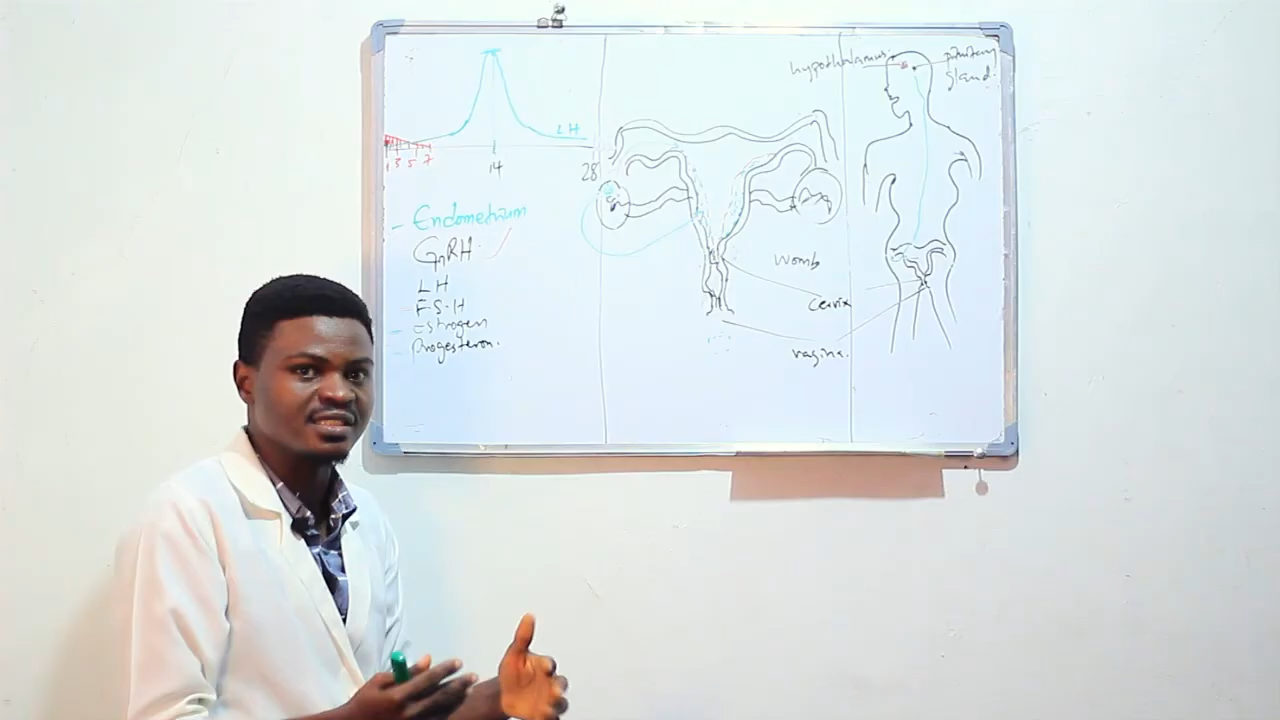 LH
1 3 5 7
14
28
- Endometrium
GnRH
LH
F.S.H
- Estrogen
- Progesteron.
Womb
cervix
vagina.
hypothalamus
pituitary
gland.